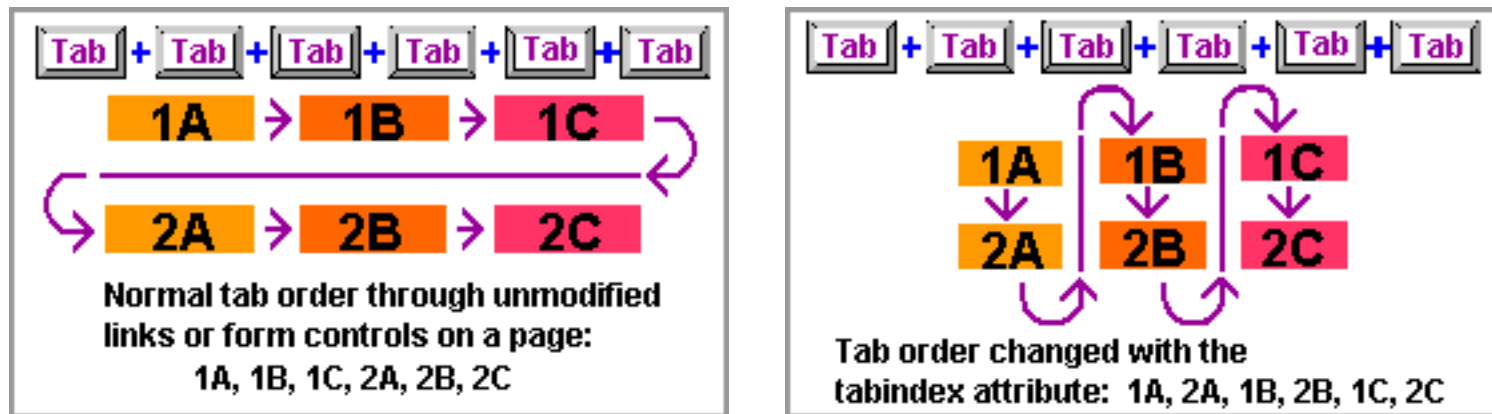 Tab + Tab + Tab + Tab + Tab + Tab
1A 1B 1C
2A 2B 2C
Normal tab order through unmodified
links or form controls on a page:
1A, 1B, 1C, 2A, 2B, 2C
Tab + Tab + Tab + Tab + Tab + Tab
1A 1B 1C
2A 2B 2C
Tab order changed with the
tabindex attribute: 1A, 2A, 1B, 2B, 1C, 2C